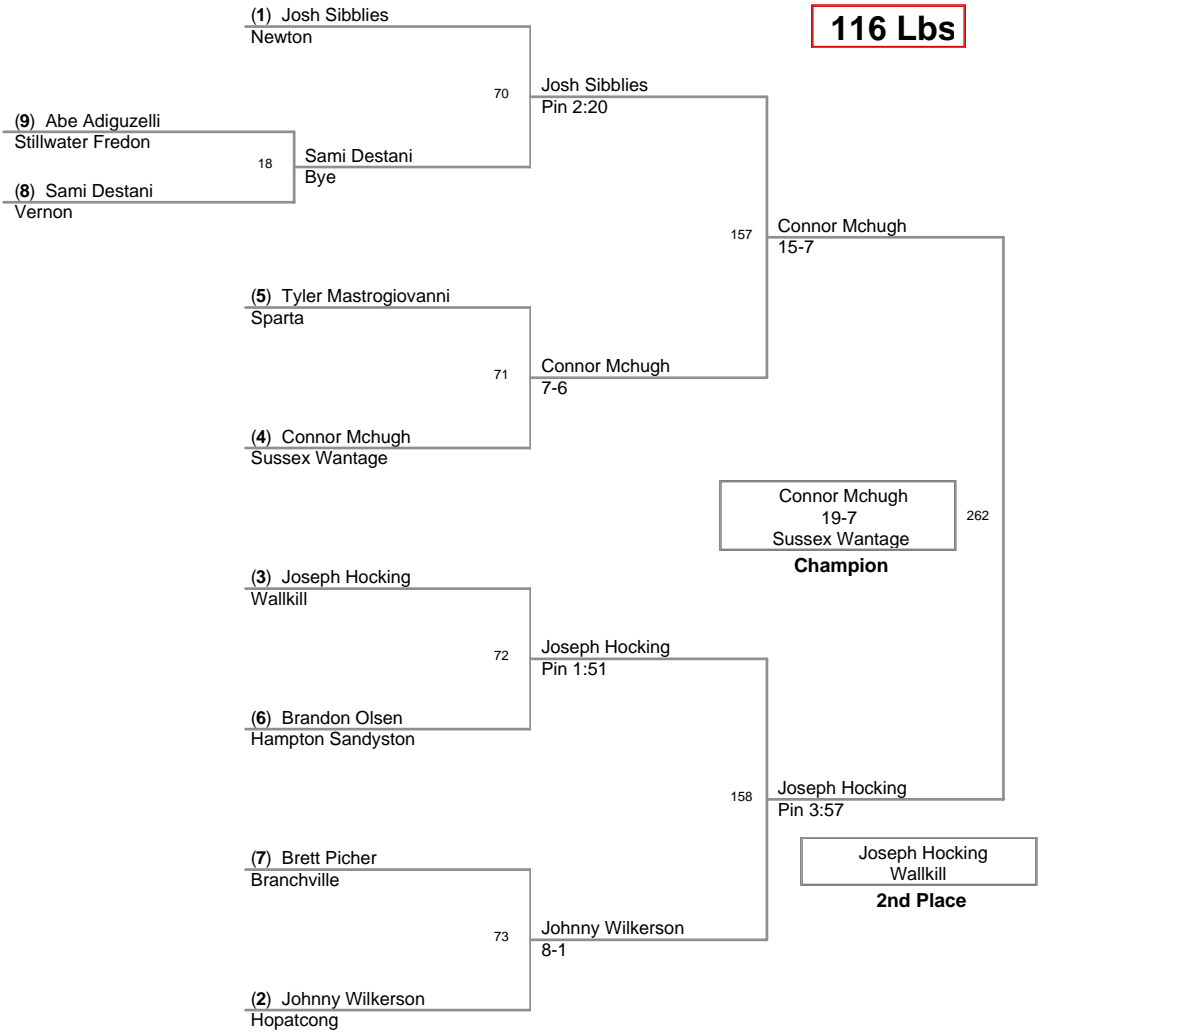 (1) Josh Sibblies
Newton
116 Lbs
70
Josh Sibblies
Pin 2:20
(9) Abe Adiguzelli
Stillwater Fredon
18
Sami Destani
Bye
(8) Sami Destani
Vernon
157
Connor Mchugh
15-7
(5) Tyler Mastrogiovanni
Sparta
71
Connor Mchugh
7-6
(4) Connor Mchugh
Sussex Wantage
Connor Mchugh
19-7
Sussex Wantage
262
Champion
(3) Joseph Hocking
Wallkill
72
Joseph Hocking
Pin 1:51
(6) Brandon Olsen
Hampton Sandyston
158
Joseph Hocking
Pin 3:57
Joseph Hocking
Wallkill
2nd Place
(7) Brett Picher
Branchville
73
Johnny Wilkerson
8-1
(2) Johnny Wilkerson
Hopatcong